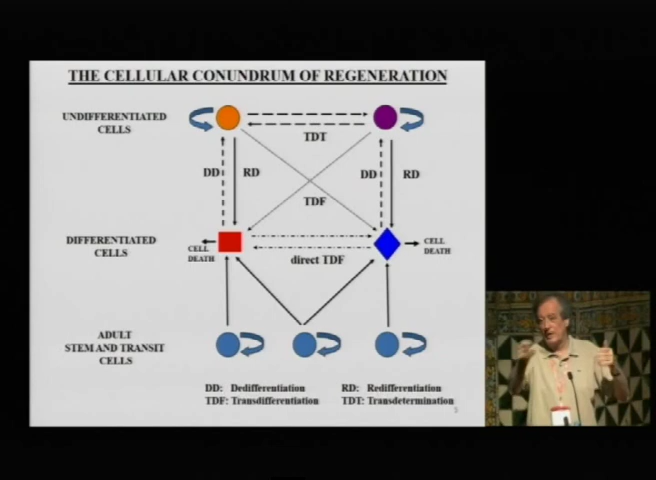 THE CELLULAR CONUNDRUM OF REGENERATION
UNDIFFERENTIATED
CELLS
TDT
DD
RD
DD
RD
TDF
DIFFERENTIATED
CELLS
CELL
DEATH
CELL
DEATH
direct TDF
ADULT
STEM AND TRANSIT
CELLS
DD: Dedifferentiation
RD: Redifferentiation
TDF: Transdifferentiation
TDT: Transdetermination